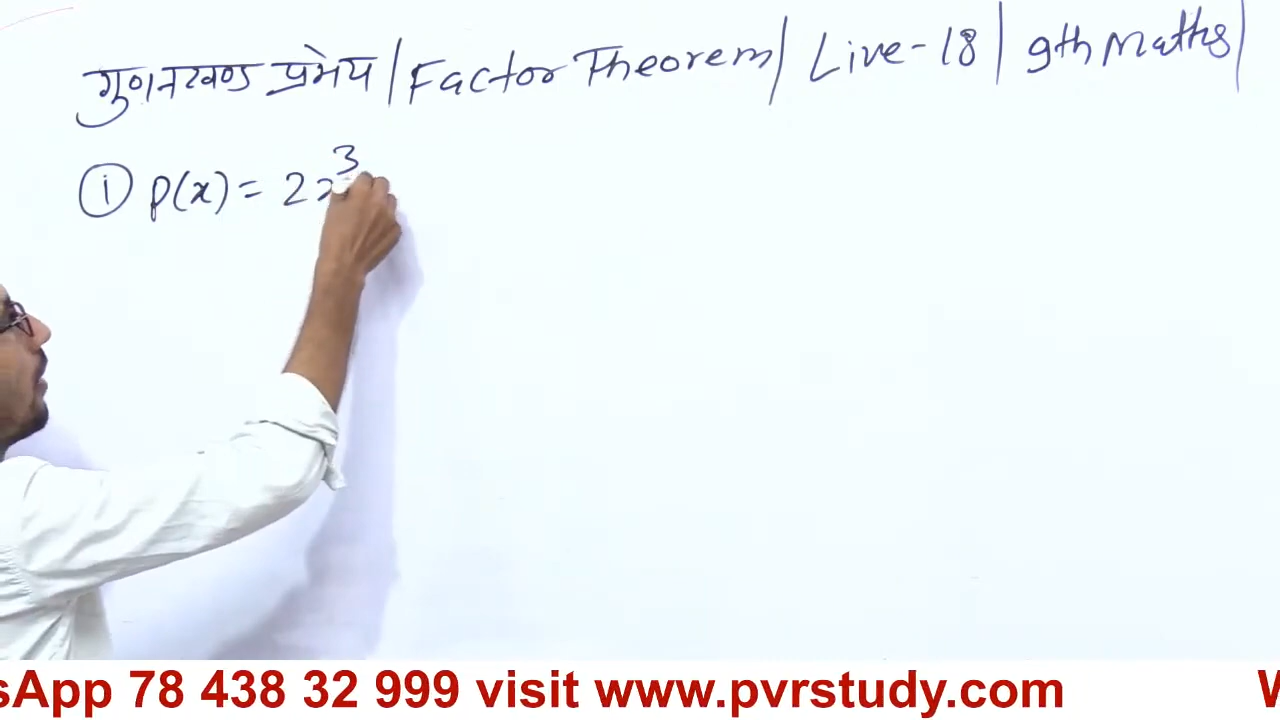 गुणनखण्ड प्रमेय | Factor Theorem | Live-18 | 9th Maths |
① p(x) = 2x³
sApp 78 438 32 999 visit www.pvrstudy.com W